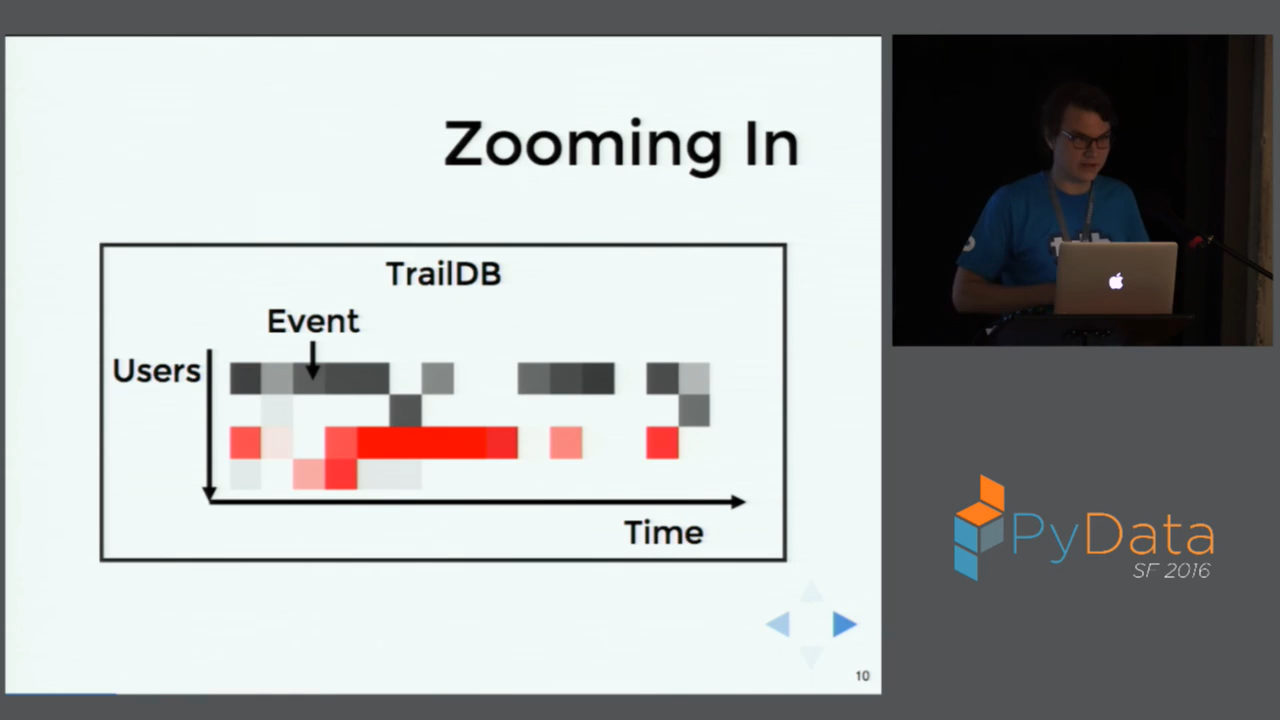 Zooming In
TrailDB
Event
Users
Time
10
PyData
SF 2016